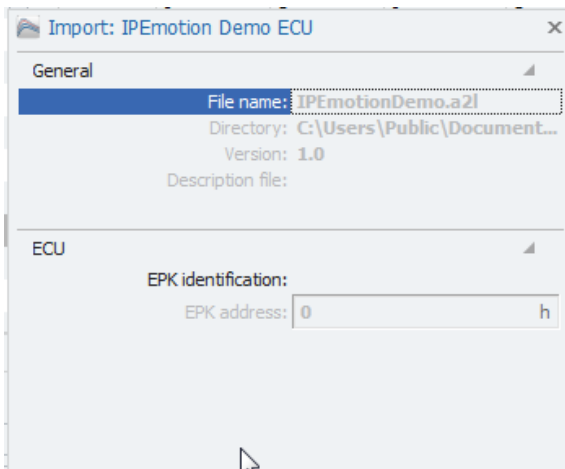 Import: IPEmotion Demo ECU
General
File name: IPEmotionDemo.a2l
Directory: C:\Users\Public\Document...
Version: 1.0
Description file:
ECU
EPK identification:
EPK address: 0 h